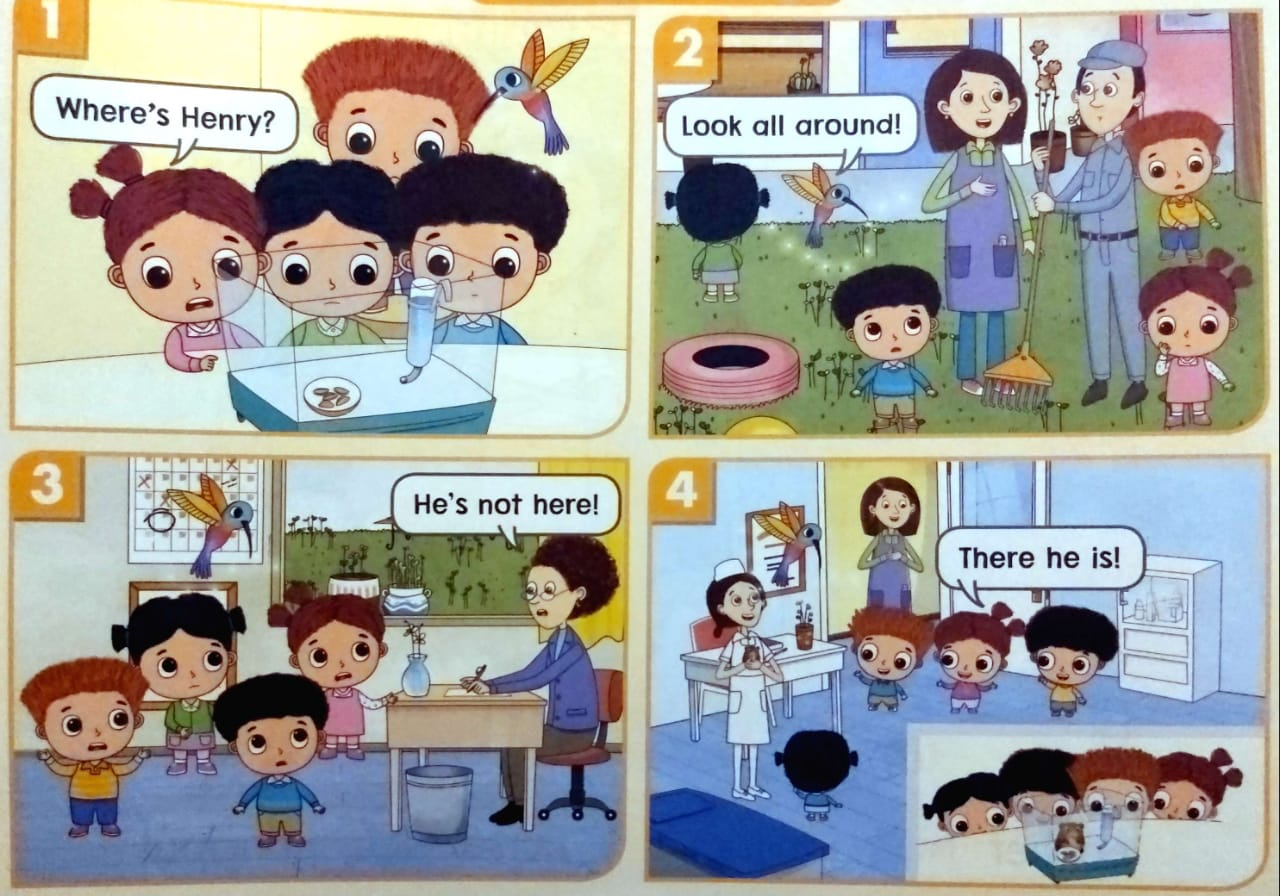 1
Where's Henry?
2
Look all around!
3
He's not here!
4
There he is!